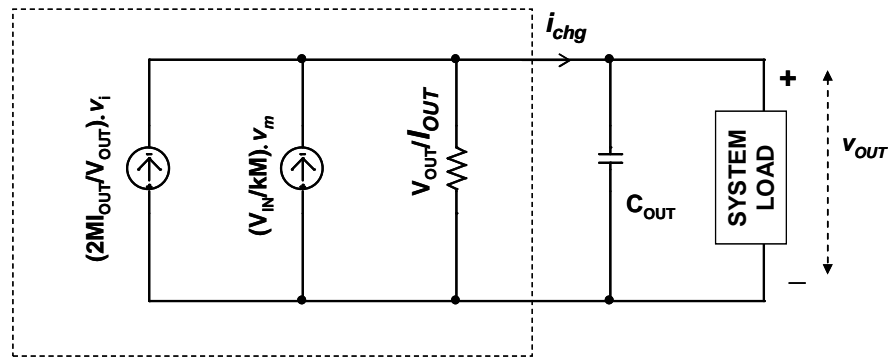 (2MI_OUT/V_OUT).v_i
(V_IN/kM).v_m
V_OUT/I_OUT
i_chg
C_OUT
+
SYSTEM
LOAD
–
v_OUT